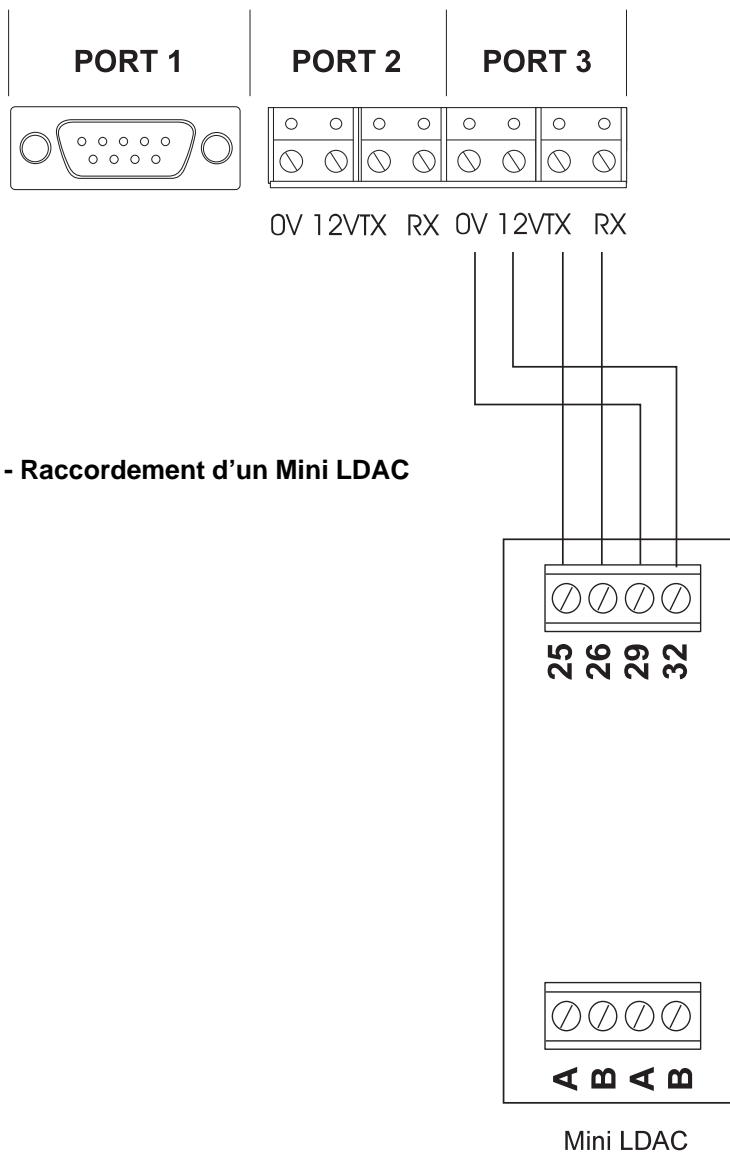 PORT 1 PORT 2 PORT 3
0V 12VTX RX 0V 12VTX RX
- Raccordement d'un Mini LDAC
25 26 29 32
A B A B
Mini LDAC